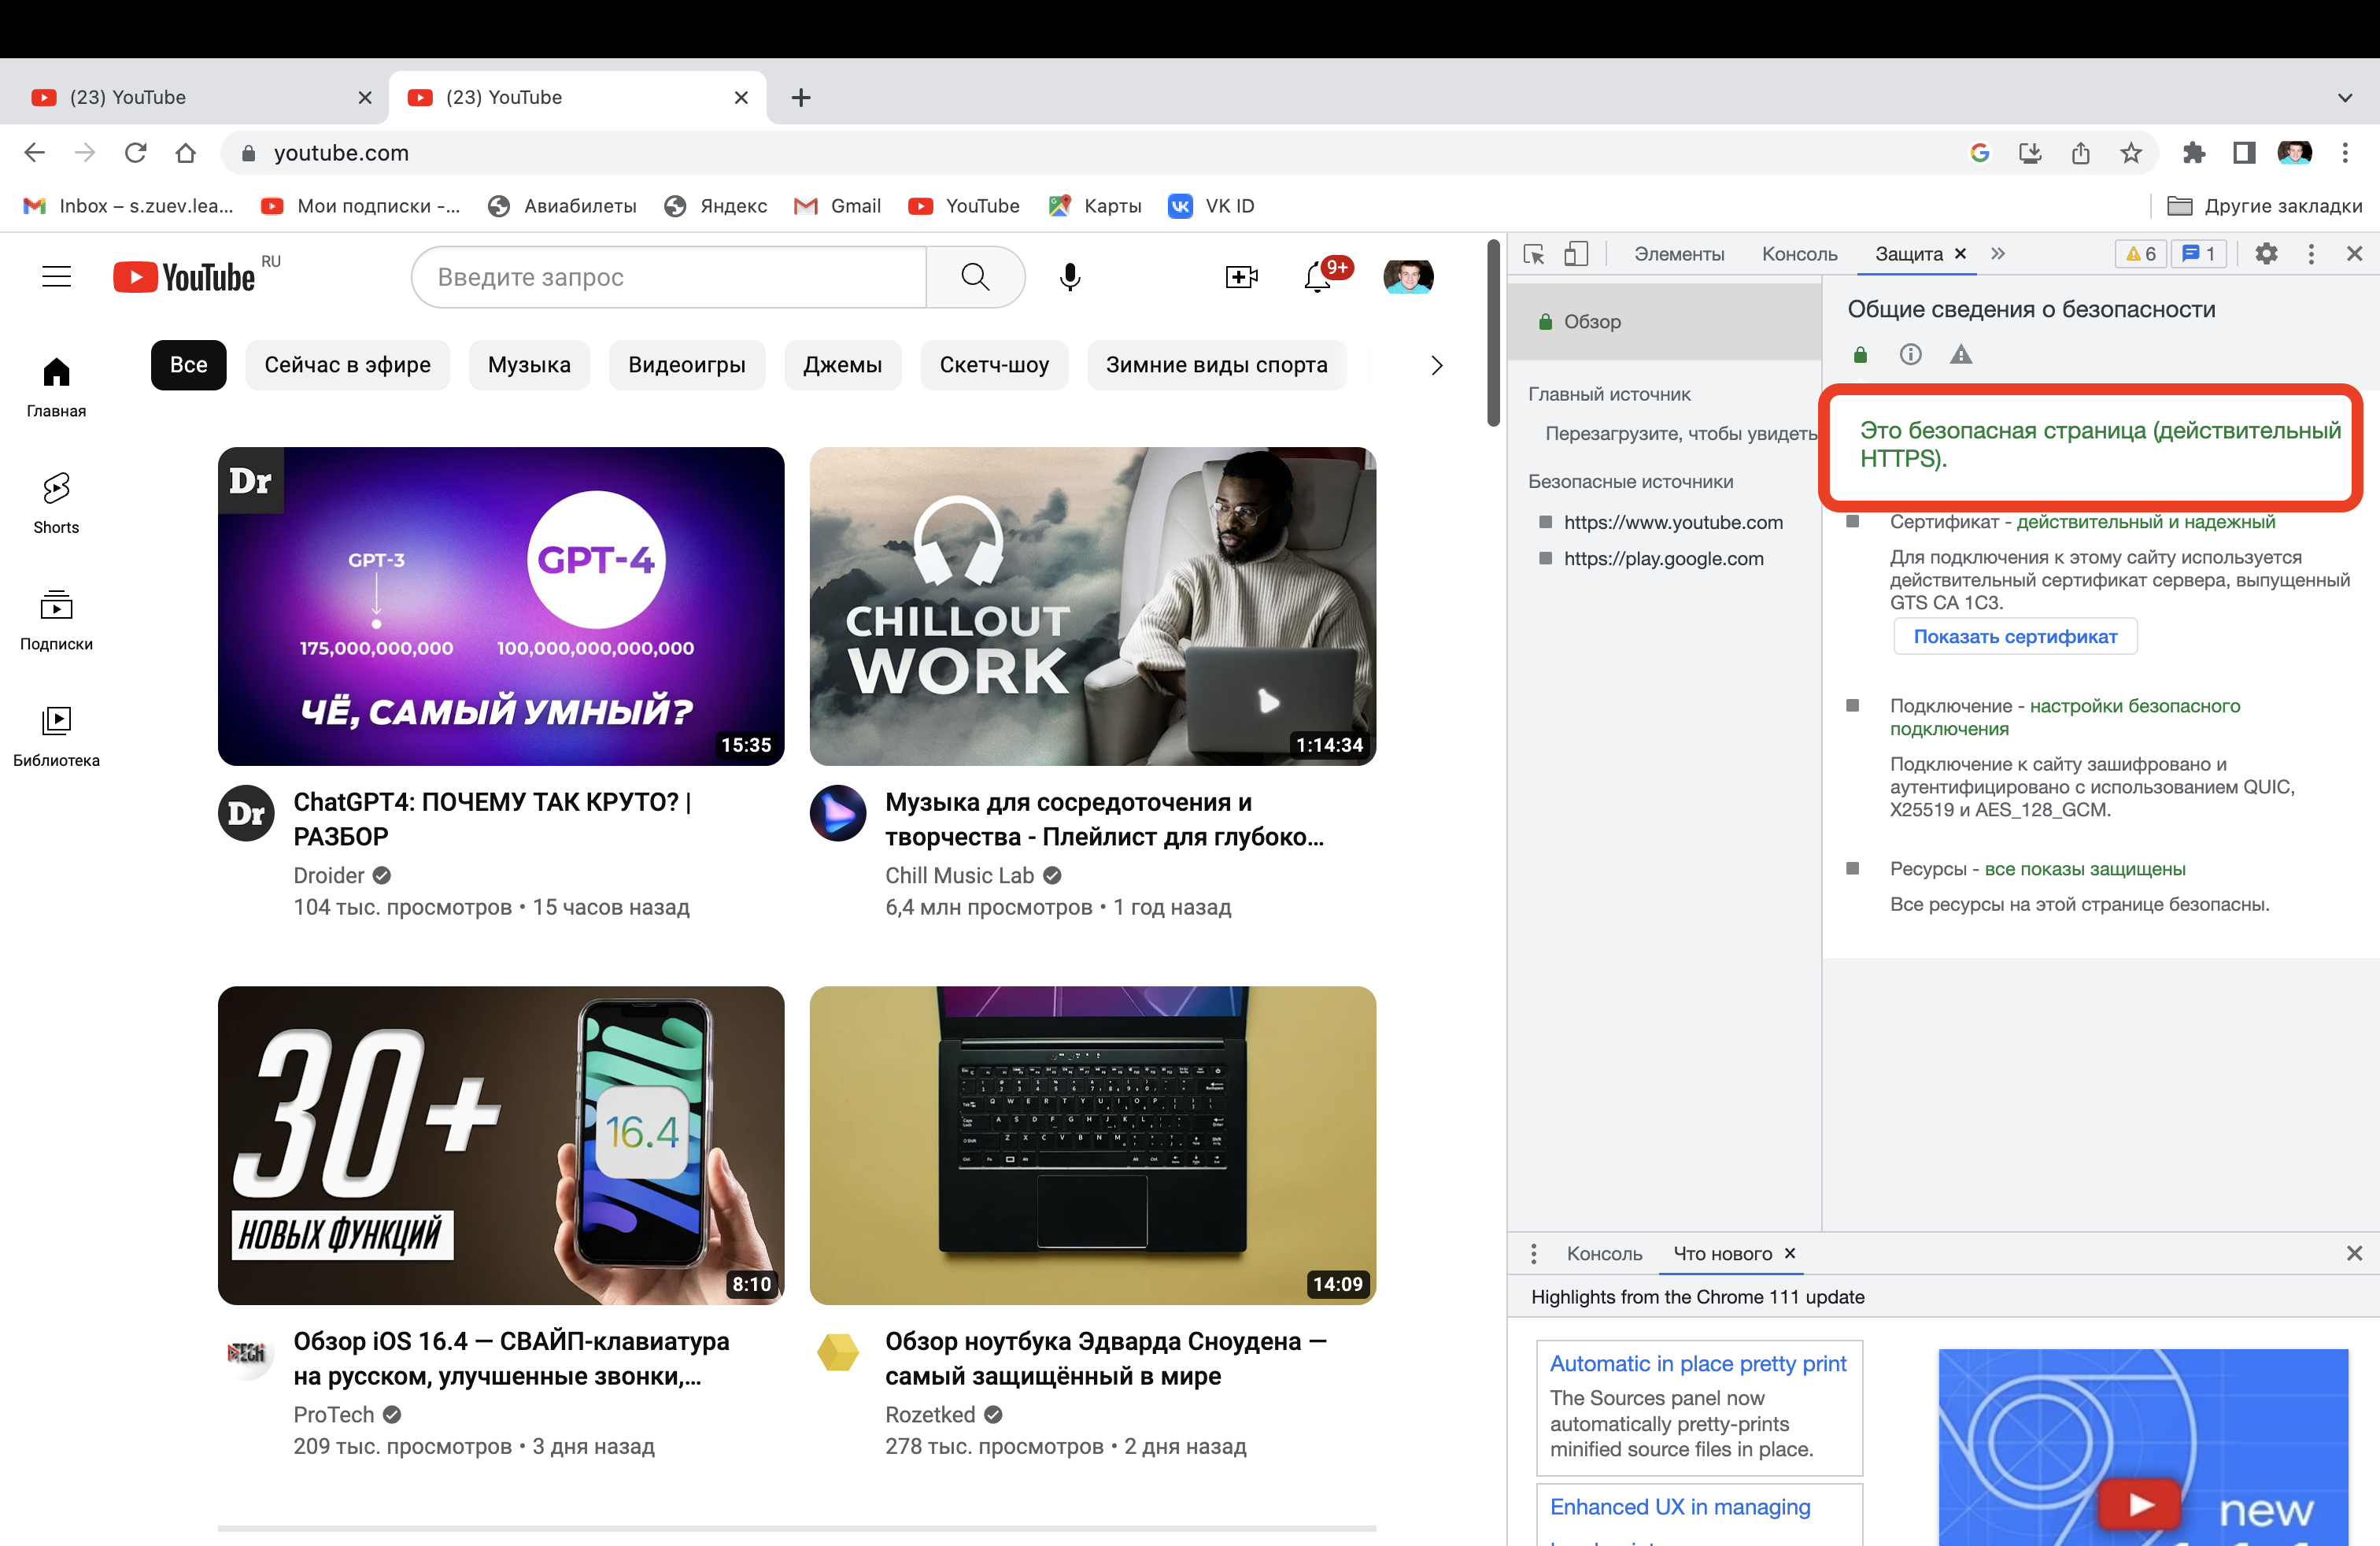 (23) YouTube
(23) YouTube
youtube.com
Inbox – s.zuev.lea...
Мои подписки -...
Авиабилеты
Яндекс
Gmail
YouTube
Карты
VK ID
Другие закладки
YouTube RU
Введите запрос
9+
Все
Сейчас в эфире
Музыка
Видеоигры
Джемы
Скетч-шоу
Зимние виды спорта
Главная
Shorts
Подписки
Библиотека
Dr
GPT-3
GPT-4
175,000,000,000
100,000,000,000,000
ЧЁ, САМЫЙ УМНЫЙ?
15:35
Dr
ChatGPT4: ПОЧЕМУ ТАК КРУТО? |
РАЗБОР
Droider
104 тыс. просмотров • 15 часов назад
CHILLOUT
WORK
1:14:34
Музыка для сосредоточения и
творчества - Плейлист для глубоко...
Chill Music Lab
6,4 млн просмотров • 1 год назад
30+
НОВЫХ ФУНКЦИЙ
16.4
8:10
Обзор iOS 16.4 — СВАЙП-клавиатура
на русском, улучшенные звонки,...
ProTech
209 тыс. просмотров • 3 дня назад
14:09
Обзор ноутбука Эдварда Сноудена —
самый защищённый в мире
Rozetked
278 тыс. просмотров • 2 дня назад
Элементы
Консоль
Защита
6
1
Обзор
Главный источник
Перезагрузите, чтобы увидеть
Безопасные источники
https://www.youtube.com
https://play.google.com
Общие сведения о безопасности
Это безопасная страница (действительный
HTTPS).
Сертификат - действительный и надежный
Для подключения к этому сайту используется
действительный сертификат сервера, выпущенный
GTS CA 1C3.
Показать сертификат
Подключение - настройки безопасного
подключения
Подключение к сайту зашифровано и
аутентифицировано с использованием QUIC,
X25519 и AES_128_GCM.
Ресурсы - все показы защищены
Все ресурсы на этой странице безопасны.
Консоль
Что нового
Highlights from the Chrome 111 update
Automatic in place pretty print
The Sources panel now
automatically pretty-prints
minified source files in place.
Enhanced UX in managing
new